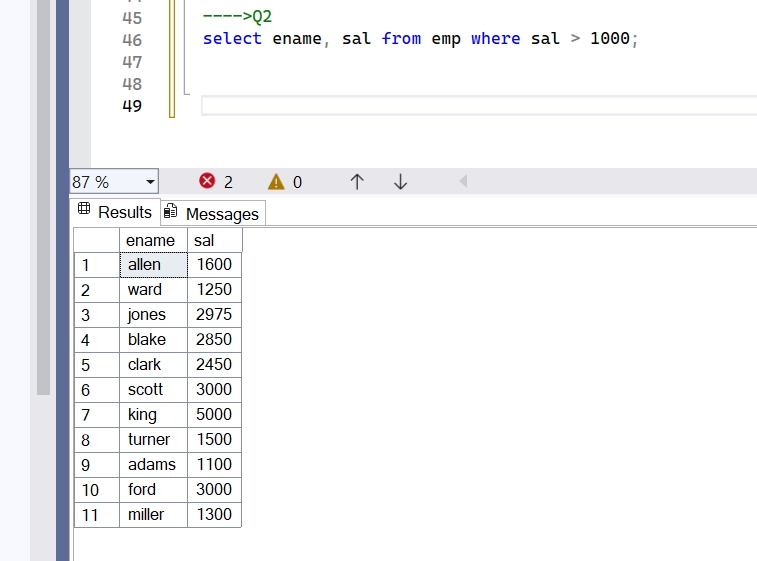 45 ---->Q2
46 select ename, sal from emp where sal > 1000;
47
48
49
87 % 2 0
Results Messages
ename sal
1 allen 1600
2 ward 1250
3 jones 2975
4 blake 2850
5 clark 2450
6 scott 3000
7 king 5000
8 turner 1500
9 adams 1100
10 ford 3000
11 miller 1300